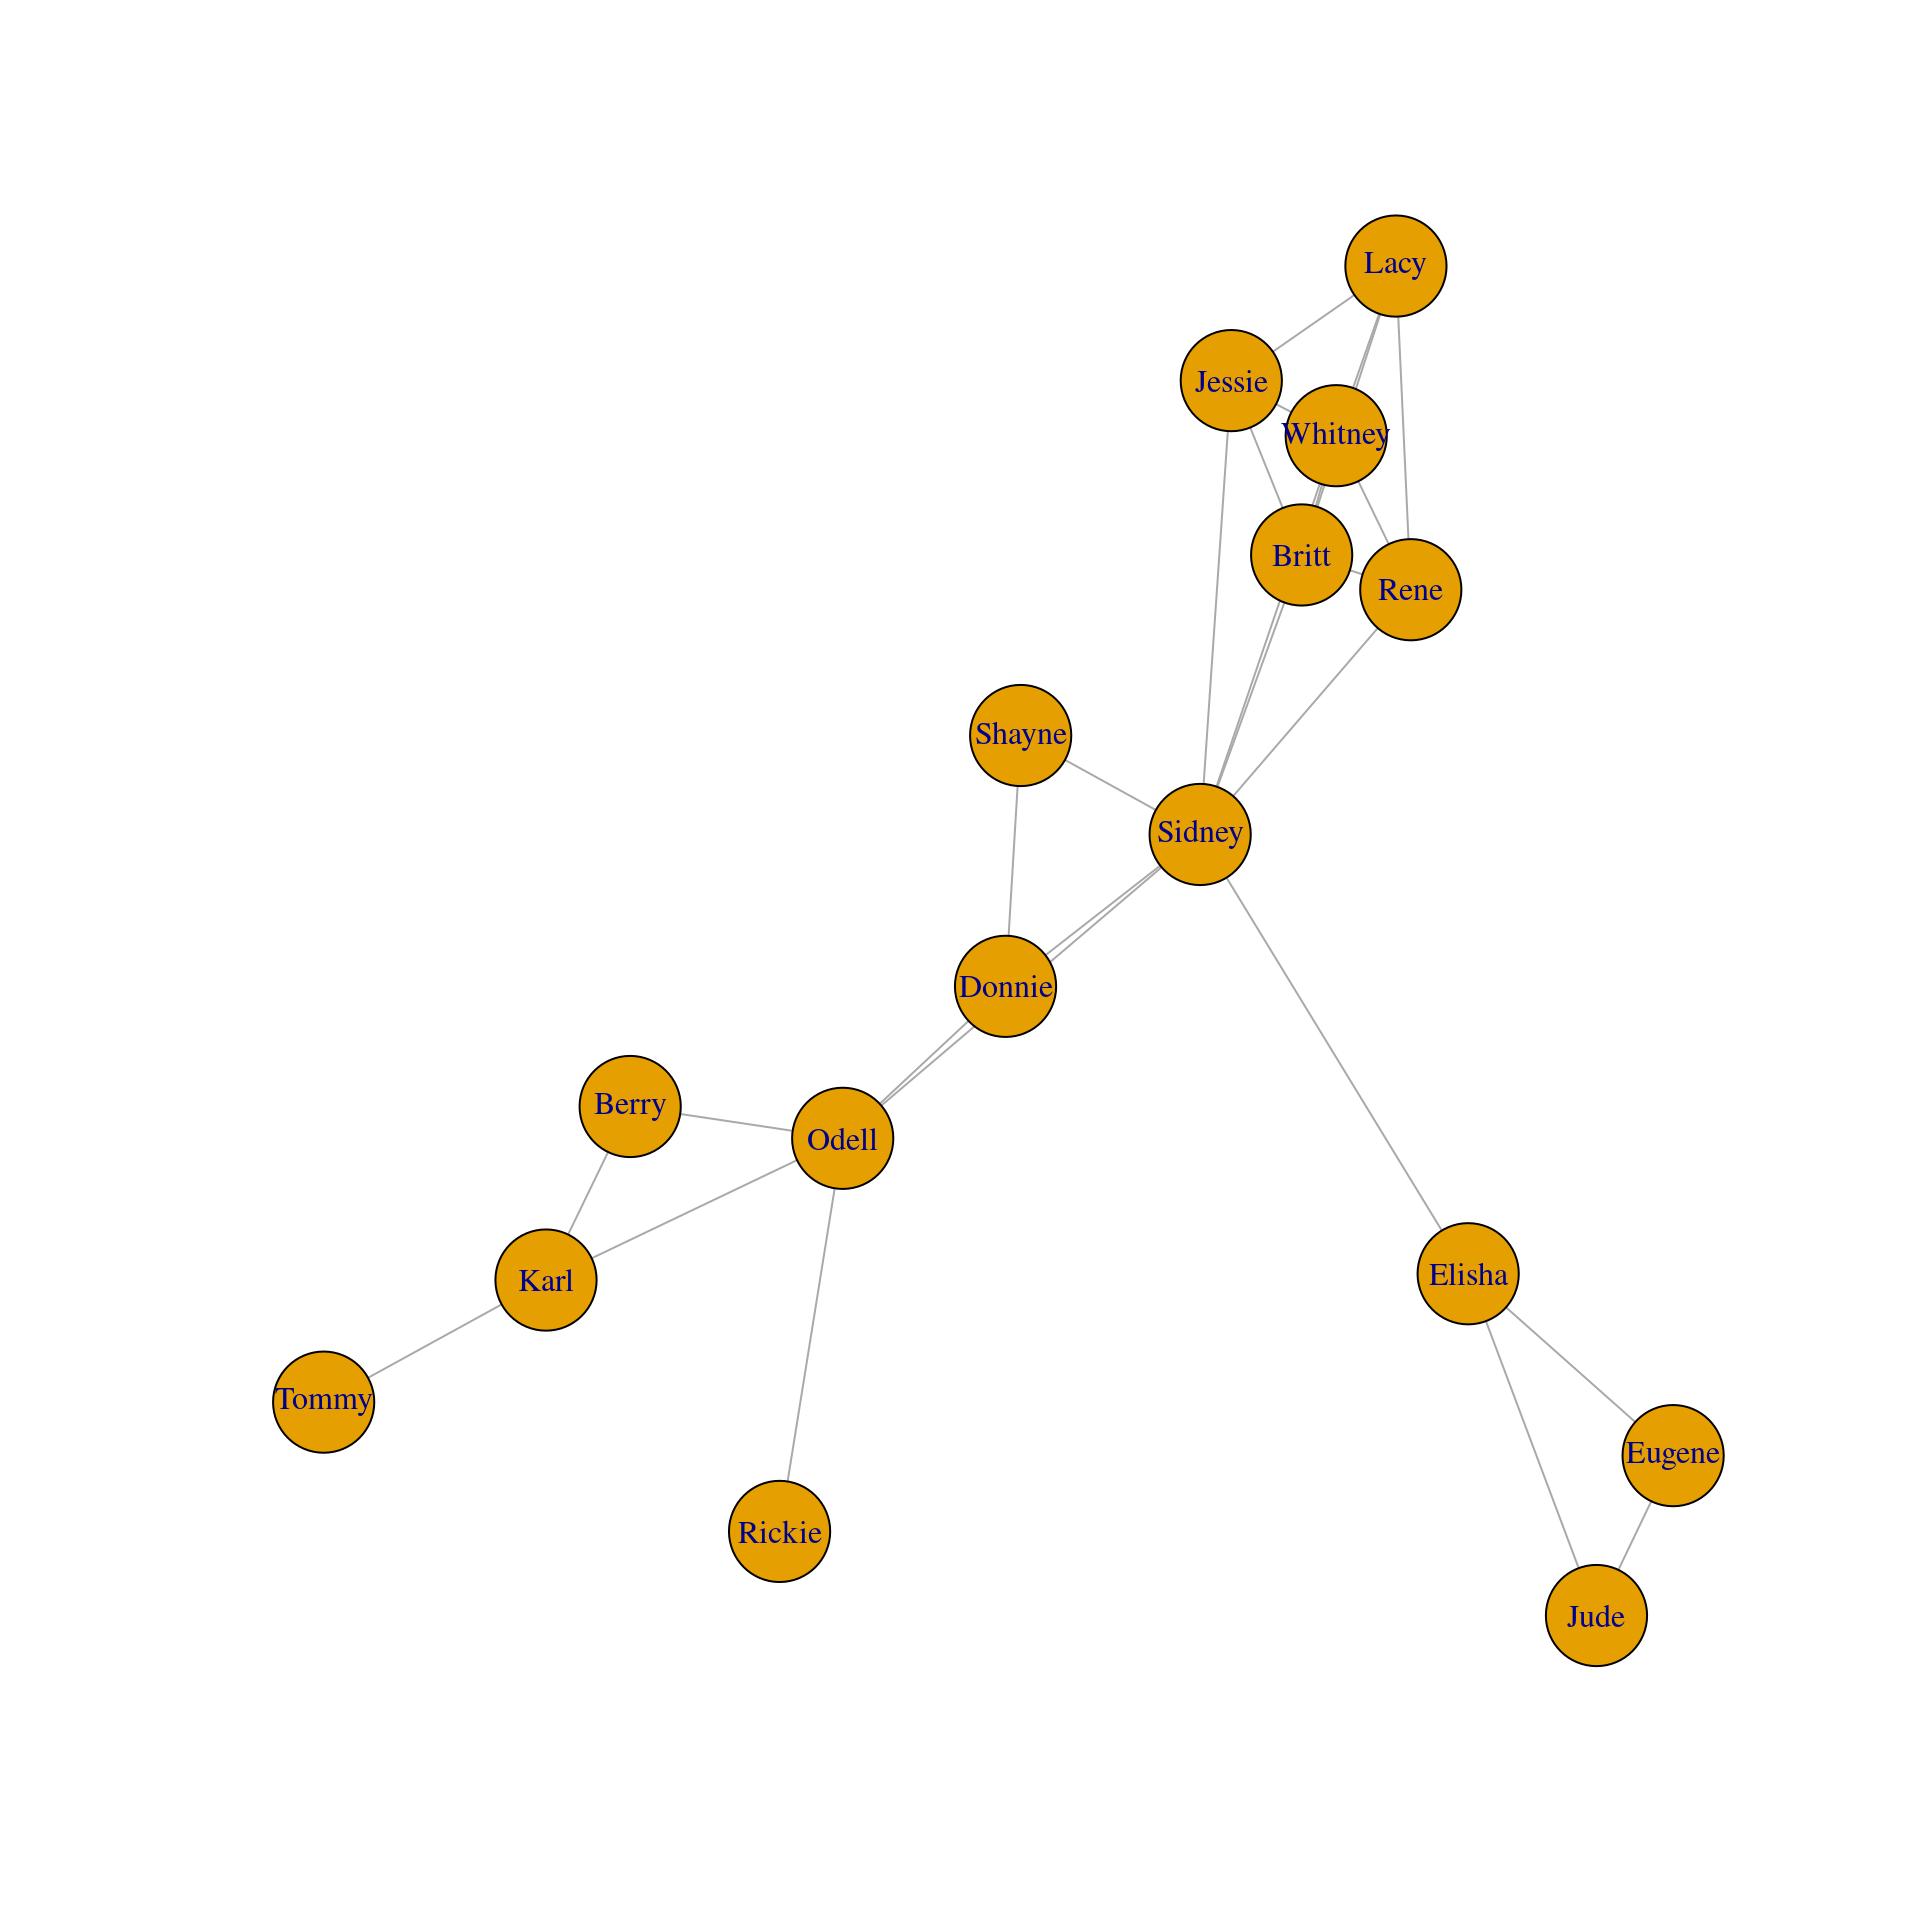 Lacy
Jessie
Whitney
Britt
Rene
Shayne
Sidney
Donnie
Berry
Odell
Karl
Elisha
Tommy
Eugene
Rickie
Jude